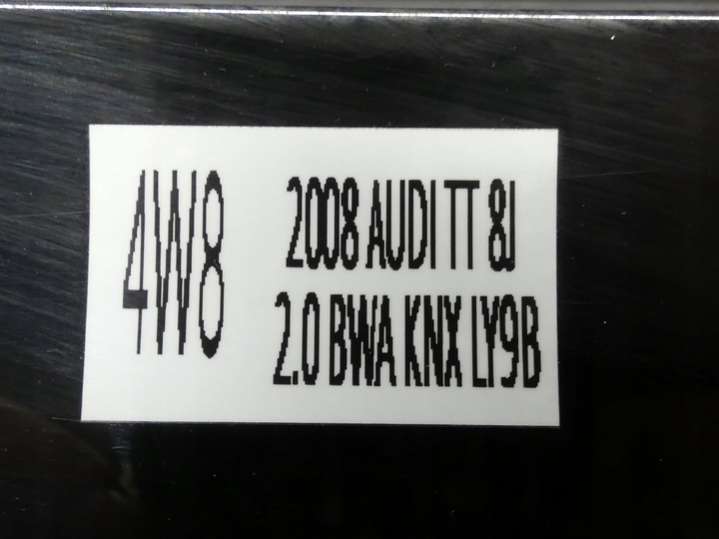 4W8
2008 AUDI TT 8J
2.0 BWA KNX LY9B